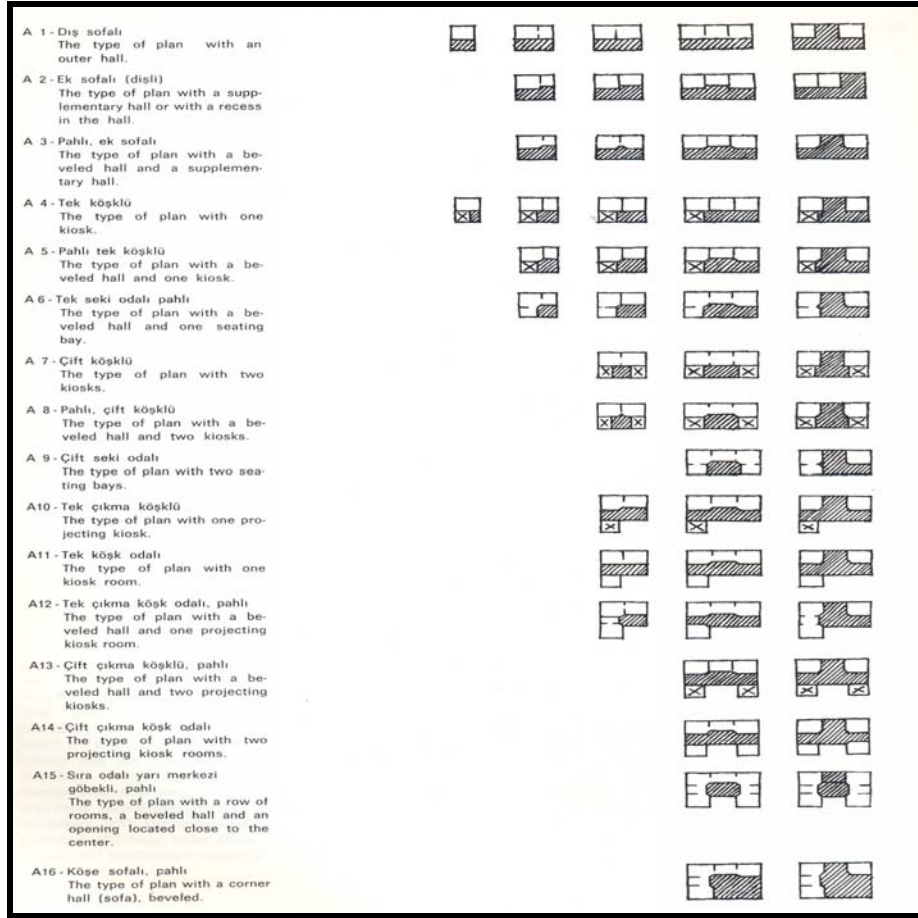 A 1 - Dış sofalı
The type of plan with an
outer hall.
A 2 - Ek sofalı (dişli)
The type of plan with a supp-
lementary hall or with a recess
in the hall.
A 3 - Pahlı, ek sofalı
The type of plan with a be-
veled hall and a supplemen-
tary hall.
A 4 - Tek köşklü
The type of plan with one
kiosk.
A 5 - Pahlı tek köşklü
The type of plan with a be-
veled hall and one kiosk.
A 6 - Tek seki odalı pahlı
The type of plan with a be-
veled hall and one seating
bay.
A 7 - Çift köşklü
The type of plan with two
kiosks.
A 8 - Pahlı, çift köşklü
The type of plan with a be-
veled hall and two kiosks.
A 9 - Çift seki odalı
The type of plan with two sea-
ting bays.
A10 - Tek çıkma köşklü
The type of plan with one pro-
jecting kiosk.
A11 - Tek köşk odalı
The type of plan with one
kiosk room.
A12 - Tek çıkma köşk odalı, pahlı
The type of plan with a be-
veled hall and one projecting
kiosk room.
A13 - Çift çıkma köşklü, pahlı
The type of plan with a be-
veled hall and two projecting
kiosks.
A14 - Çift çıkma köşk odalı
The type of plan with two
projecting kiosk rooms.
A15 - Sıra odalı yarı merkezi
göbekli, pahlı
The type of plan with a row of
rooms, a beveled hall and an
opening located close to the
center.
A16 - Köşe sofalı, pahlı
The type of plan with a corner
hall (sofa), beveled.